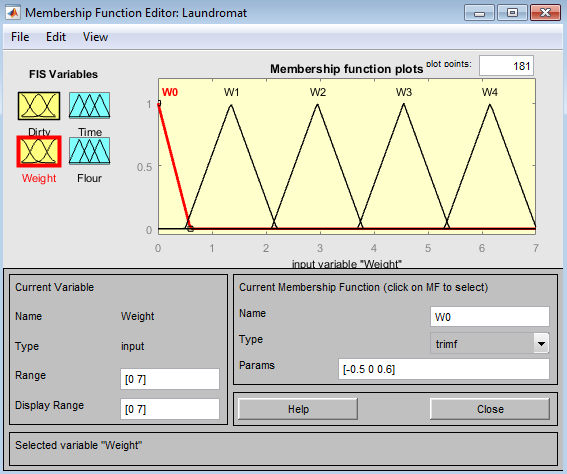 Membership Function Editor: Laundromat
File Edit View
FIS Variables
Dirty Time
Weight Flour
Membership function plots plot points: 181
W0 W1 W2 W3 W4
1
0.5
0
0 1 2 3 4 5 6 7
input variable "Weight"
Current Variable
Name Weight
Type input
Range [0 7]
Display Range [0 7]
Current Membership Function (click on MF to select)
Name W0
Type trimf
Params [-0.5 0 0.6]
Help Close
Selected variable "Weight"